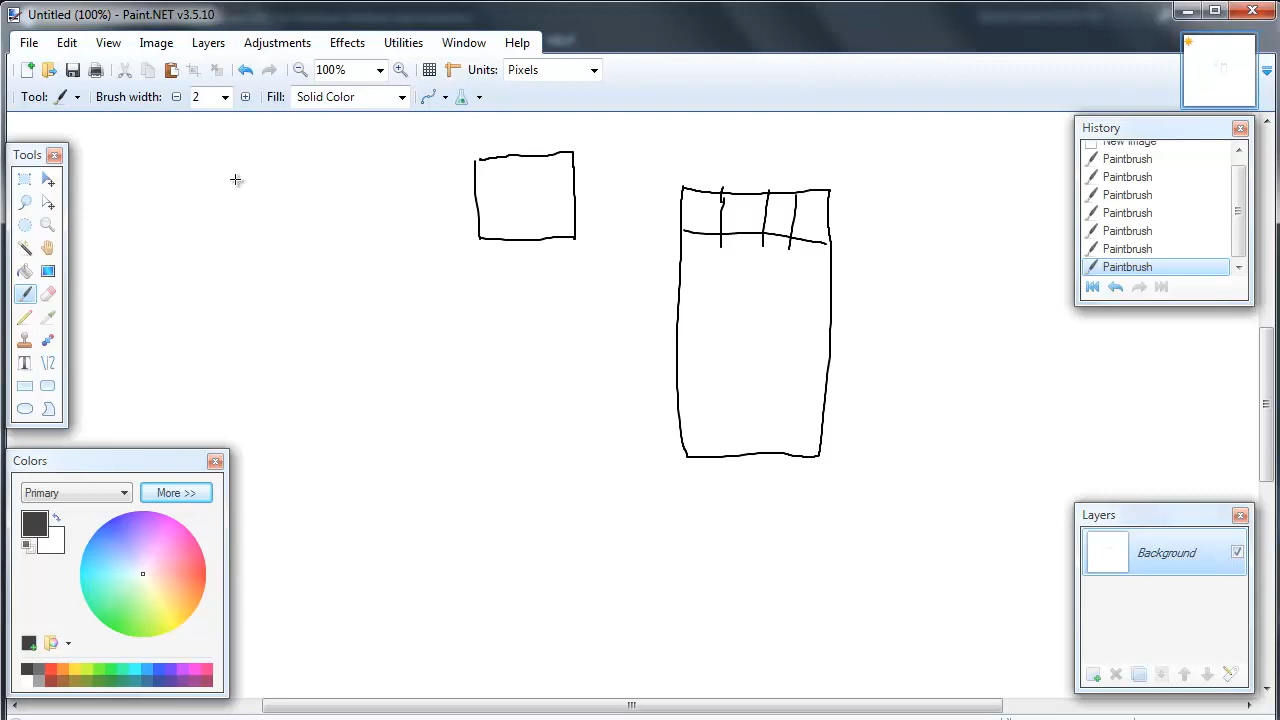 Untitled (100%) - Paint.NET v3.5.10
File Edit View Image Layers Adjustments Effects Utilities Window Help
100% Units: Pixels
Tool: Brush width: 2 Fill: Solid Color
Tools
History
New Image
Paintbrush
Paintbrush
Paintbrush
Paintbrush
Paintbrush
Paintbrush
Paintbrush
Colors
Primary More >>
Layers
Background